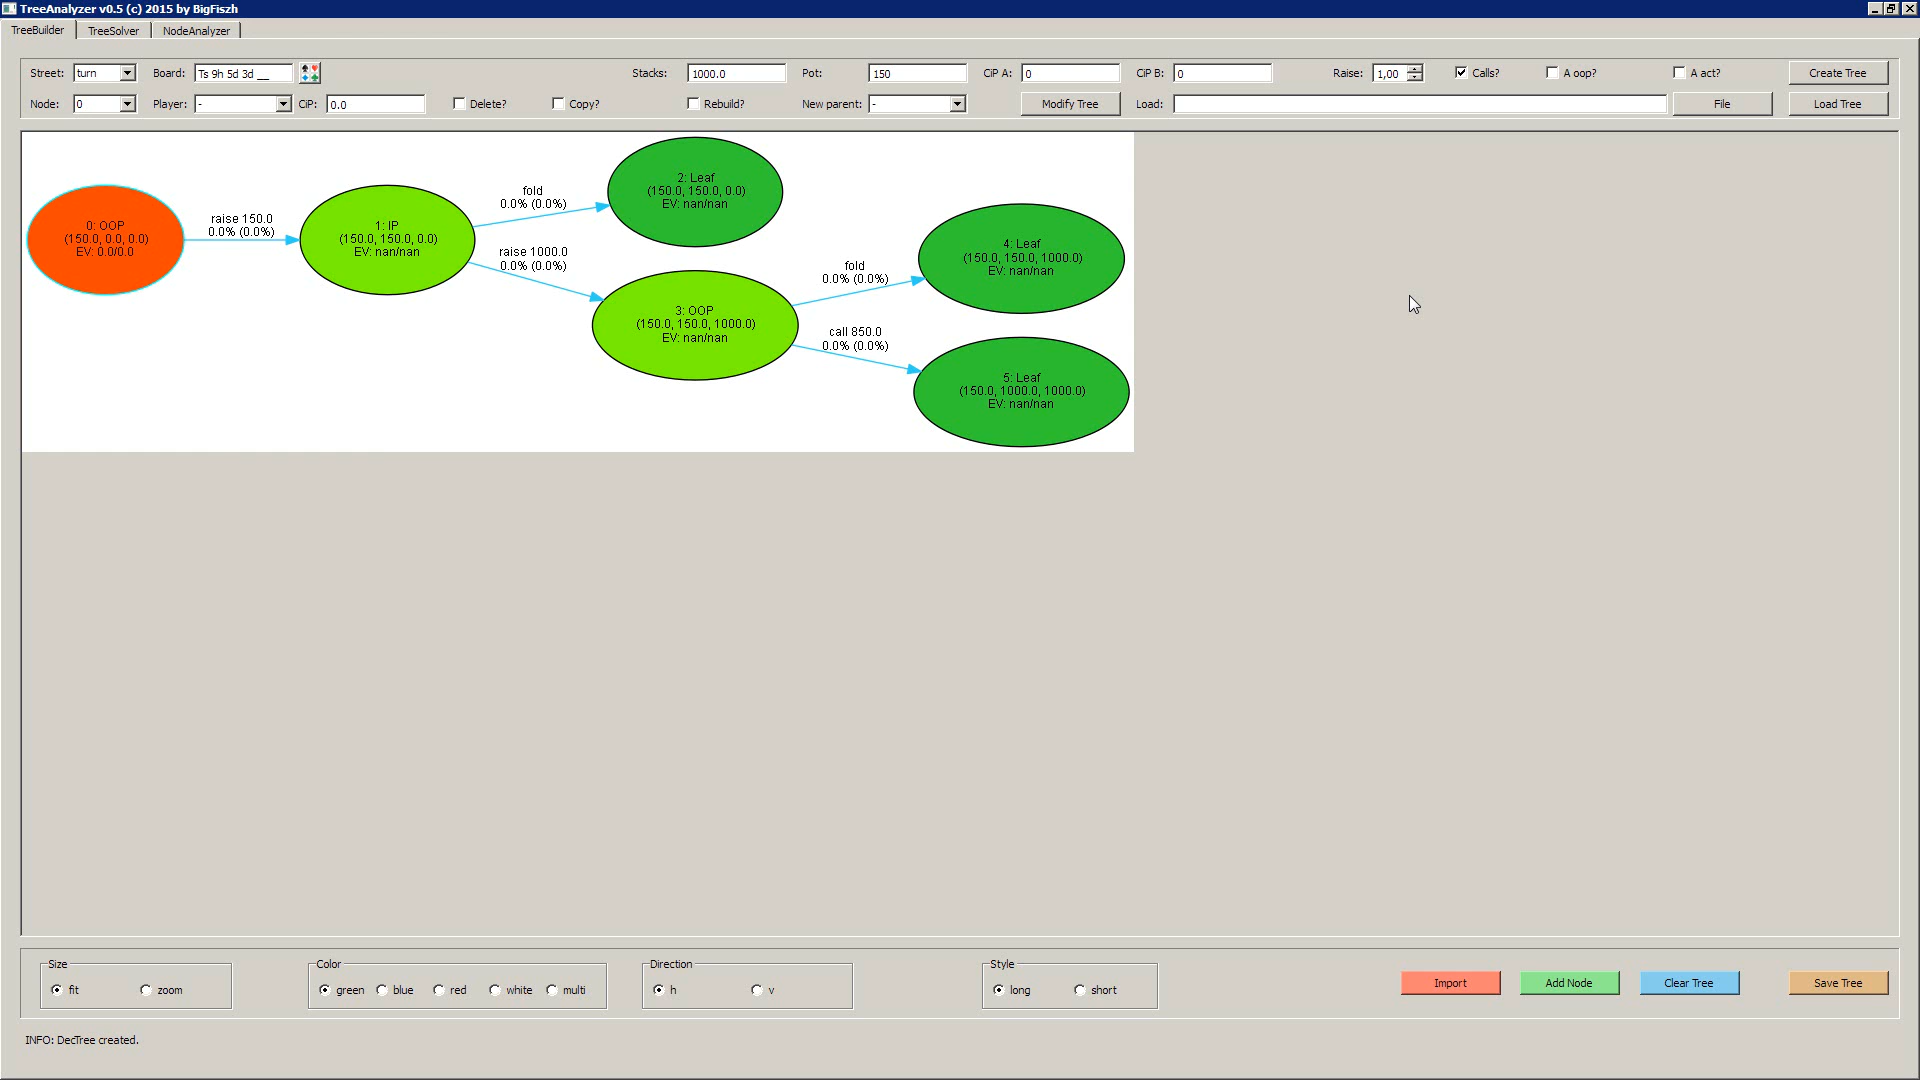 TreeAnalyzer v0.5 (c) 2015 by BigFiszh
TreeBuilder TreeSolver NodeAnalyzer
Street: turn Board: Ts 9h 5d 3d __ Stacks: 1000.0 Pot: 150 CiP A: 0 CiP B: 0 Raise: 1,00 Calls? A oop? A act? Create Tree
Node: 0 Player: - CiP: 0.0 Delete? Copy? Rebuild? New parent: - Modify Tree Load: File Load Tree
0: OOP
(150.0, 0.0, 0.0)
EV: 0.0/0.0
raise 150.0
0.0% (0.0%)
1: IP
(150.0, 150.0, 0.0)
EV: nan/nan
fold
0.0% (0.0%)
raise 1000.0
0.0% (0.0%)
2: Leaf
(150.0, 150.0, 0.0)
EV: nan/nan
3: OOP
(150.0, 150.0, 1000.0)
EV: nan/nan
fold
0.0% (0.0%)
call 850.0
0.0% (0.0%)
4: Leaf
(150.0, 150.0, 1000.0)
EV: nan/nan
5: Leaf
(150.0, 1000.0, 1000.0)
EV: nan/nan
Size Color Direction Style
fit zoom green blue red white multi h v long short Import Add Node Clear Tree Save Tree
INFO: DecTree created.